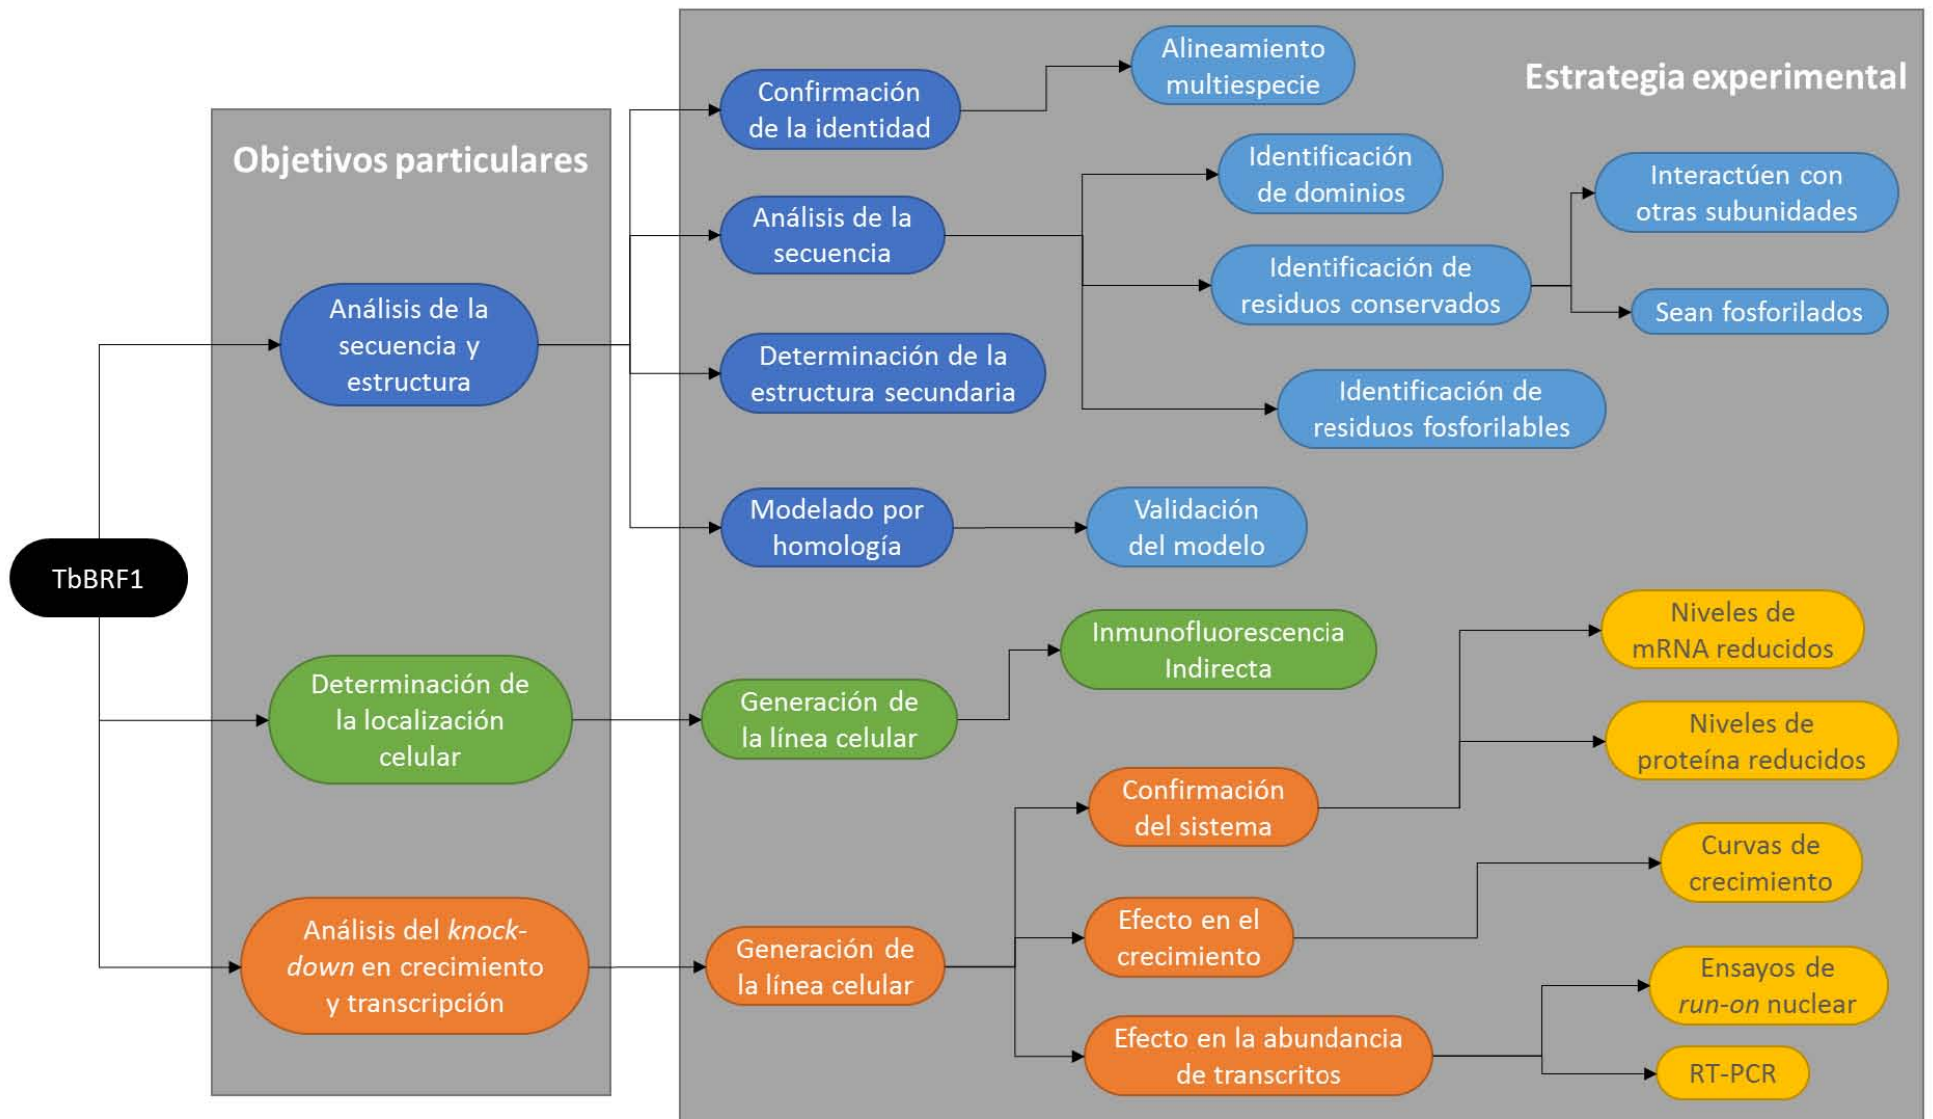 TbBRF1
Objetivos particulares
Análisis de la
secuencia y
estructura
Determinación de
la localización
celular
Análisis del knock-
down en crecimiento
y transcripción
Estrategia experimental
Confirmación
de la identidad
Alineamiento
multiespecie
Análisis de la
secuencia
Identificación
de dominios
Identificación de
residuos conservados
Interactúen con
otras subunidades
Sean fosforilados
Identificación de
residuos fosforilables
Determinación de la
estructura secundaria
Modelado por
homología
Validación
del modelo
Generación de
la línea celular
Inmunofluorescencia
Indirecta
Generación de
la línea celular
Confirmación
del sistema
Niveles de
mRNA reducidos
Niveles de
proteína reducidos
Efecto en el
crecimiento
Curvas de
crecimiento
Efecto en la abundancia
de transcritos
Ensayos de
run-on nuclear
RT-PCR